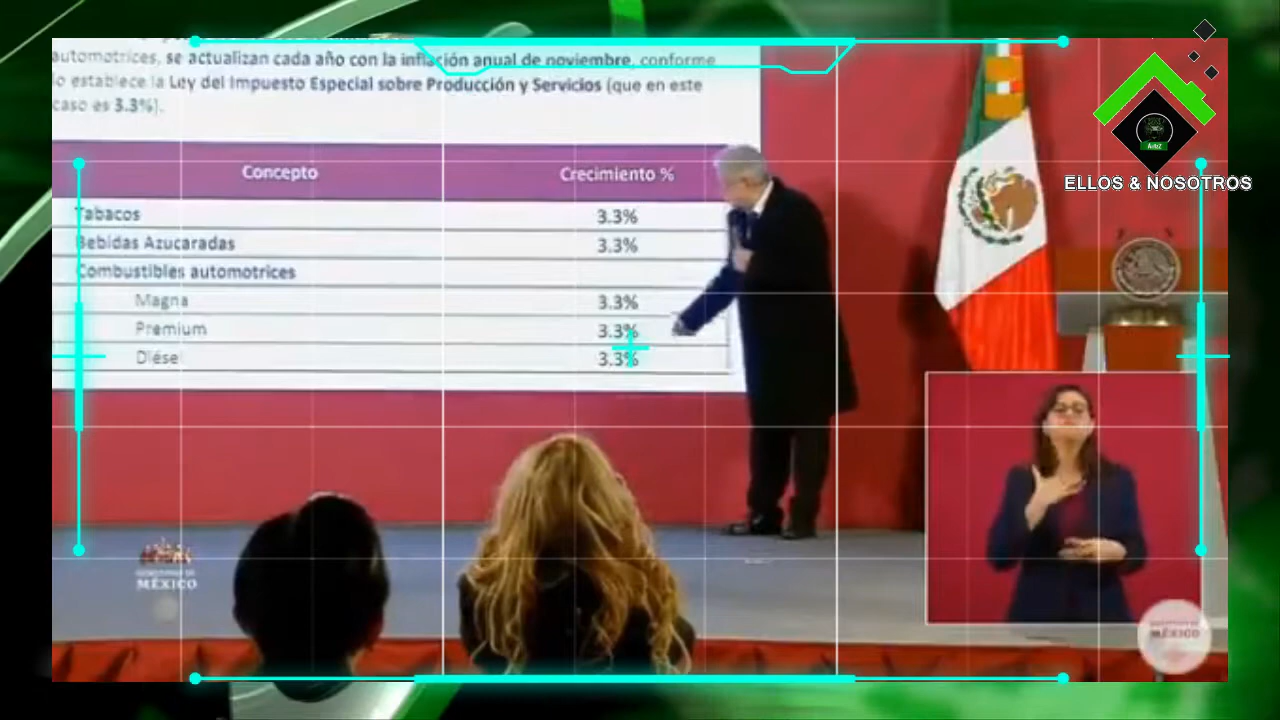 automotrices, se actualizan cada año con la inflación anual de noviembre, conforme
lo establece la Ley del Impuesto Especial sobre Producción y Servicios (que en este
caso es 3.3%).
Concepto Crecimiento %
Tabacos 3.3%
Bebidas Azucaradas 3.3%
Combustibles automotrices
Magna 3.3%
Premium 3.3%
Diésel 3.3%
ELLOS & NOSOTROS
MÉXICO
MÉXICO